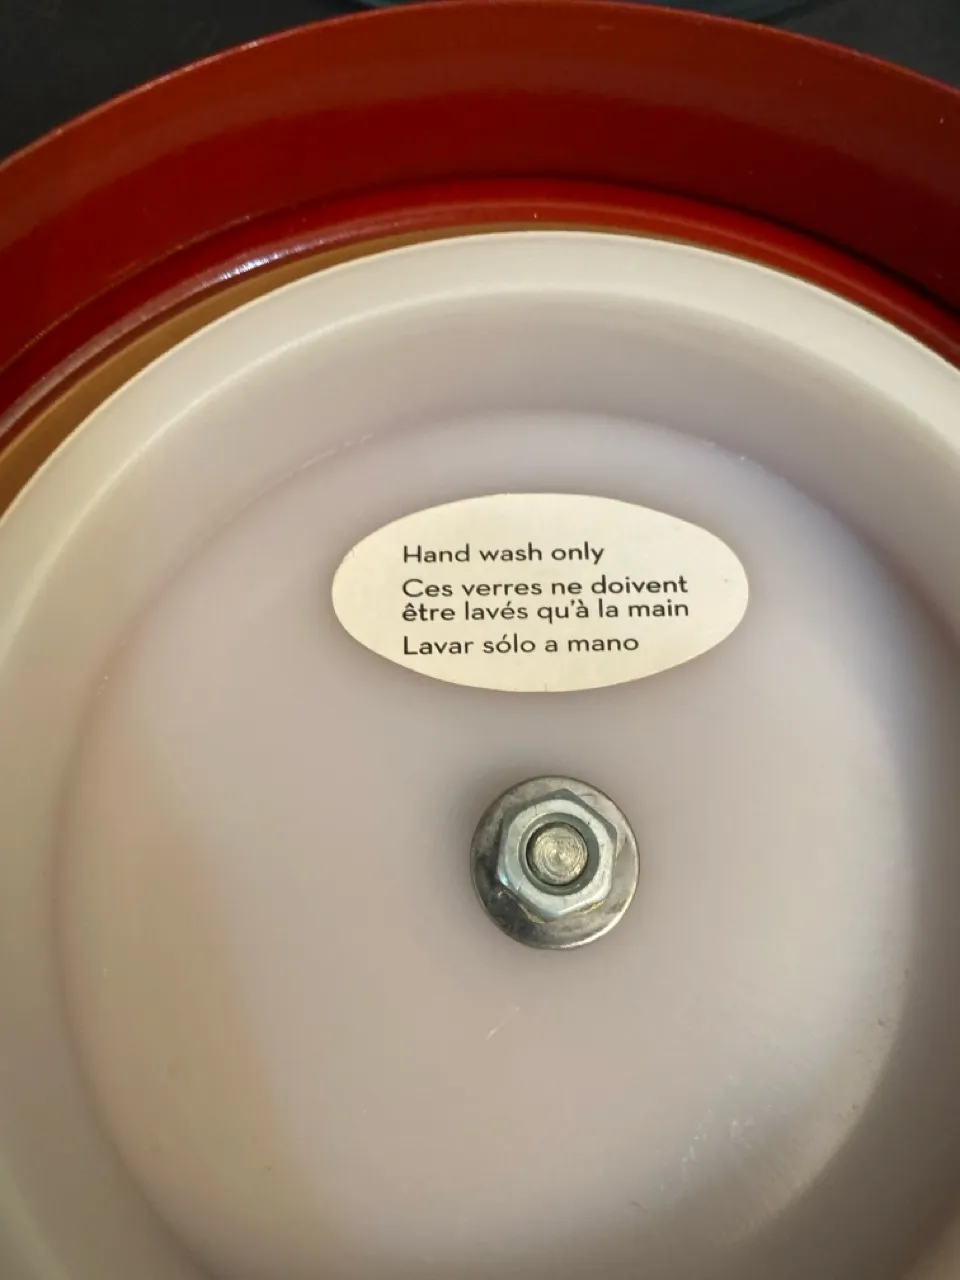 Hand wash only
Ces verres ne doivent
être lavés qu'à la main
Lavar sólo a mano